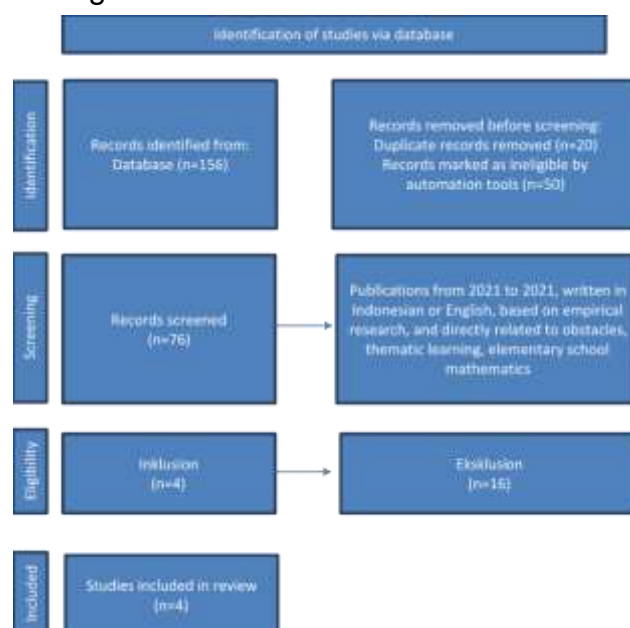 Identification of studies via database
Identification
Records identified from:
Database (n=156)
Records removed before screening:
Duplicate records removed (n=20)
Records marked as ineligible by
automation tools (n=50)
Screening
Records screened
(n=76)
Publications from 2021 to 2021, written in
Indonesian or English, based on empirical
research, and directly related to obstacles,
thematic learning, elementary school
mathematics
Eligibility
Inklusion
(n=4)
Eksklusion
(n=16)
Included
Studies included in review
(n=4)